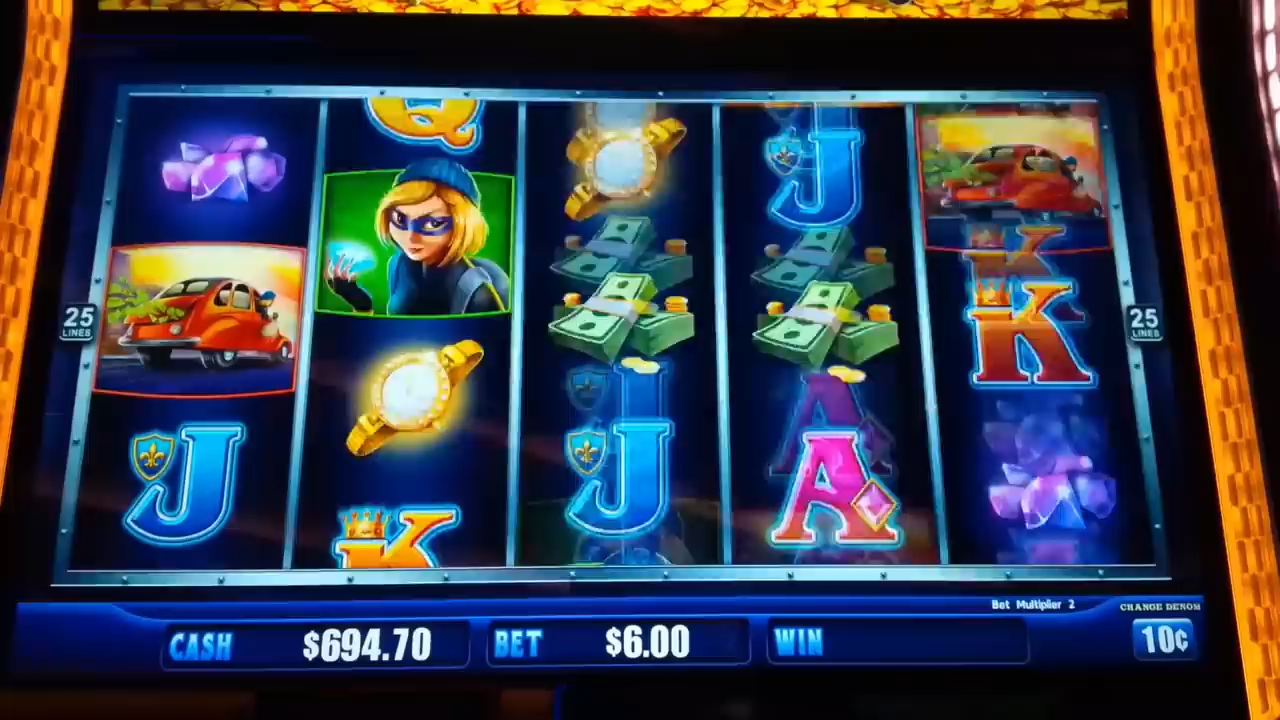 Q
J
K
25
LINES
25
LINES
K
J
J
A
K
Bet Multiplier 2
CHANGE DENOM
CASH $694.70
BET $6.00
WIN
10¢